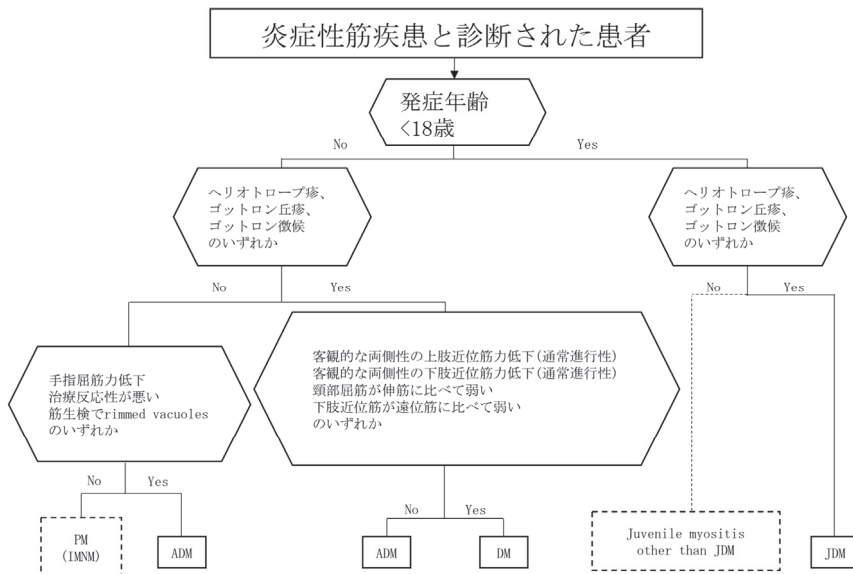 炎症性筋疾患と診断された患者
発症年齢
<18歳
No
Yes
ヘリオトロープ疹、
ゴットロン丘疹、
ゴットロン徴候
のいずれか
ヘリオトロープ疹、
ゴットロン丘疹、
ゴットロン徴候
のいずれか
No
Yes
No
Yes
手指屈筋力低下
治療反応性が悪い
筋生検でrimmed vacuoles
のいずれか
客観的な両側性の上肢近位筋力低下(通常進行性)
客観的な両側性の下肢近位筋力低下(通常進行性)
頸部屈筋が伸筋に比べて弱い
下肢近位筋が遠位筋に比べて弱い
のいずれか
No
Yes
No
Yes
PM
(IMNM)
ADM
ADM
DM
Juvenile myositis
other than JDM
JDM